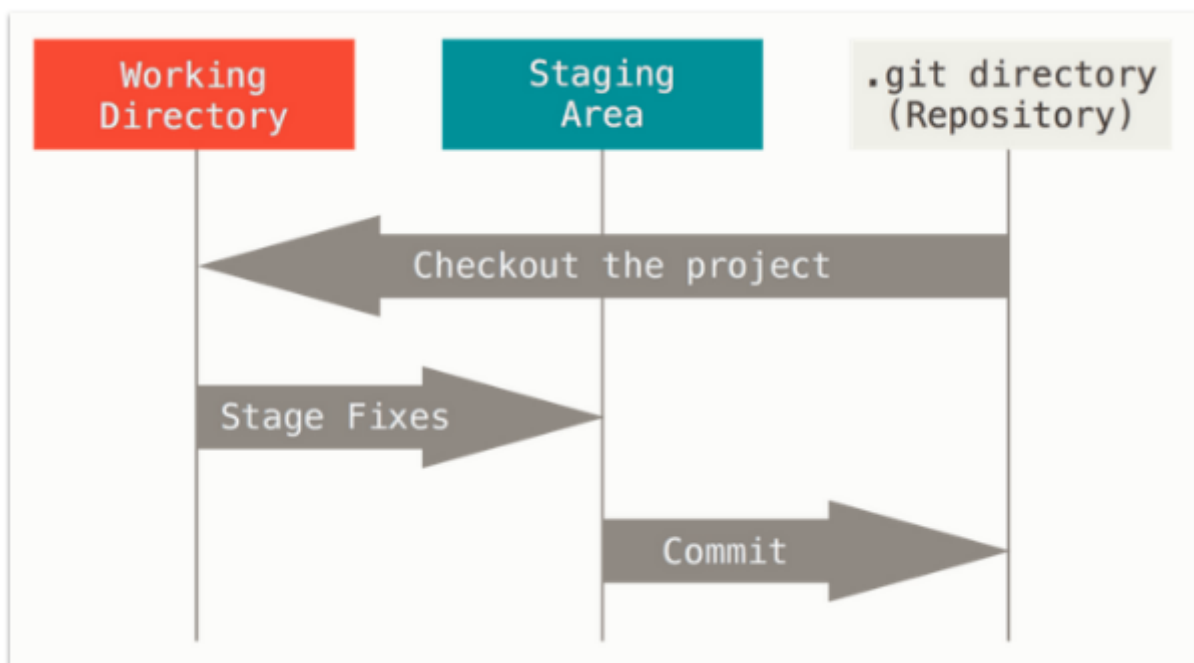 Working
Directory
Staging
Area
.git directory
(Repository)
Checkout the project
Stage Fixes
Commit